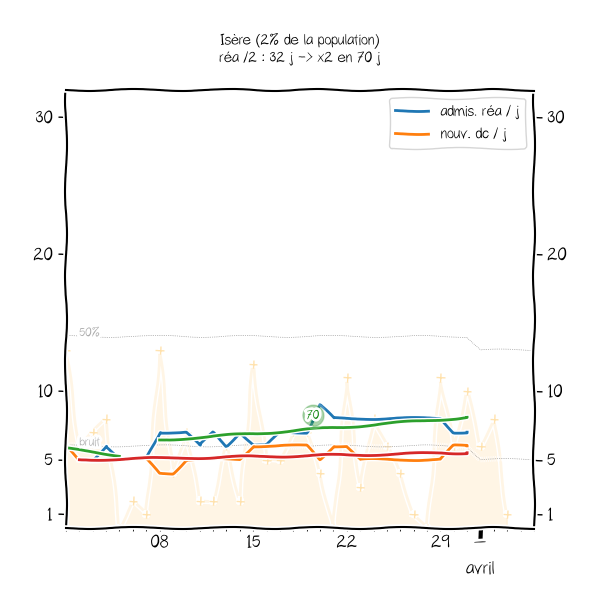 Isère (2% de la population)
réa /2 : 32 j -> x2 en 70 j
admis. réa / j
nouv. dc / j
30
30
20
20
50%
10
10
70
bruit
5
5
1
1
08
15
22
29
1
avril